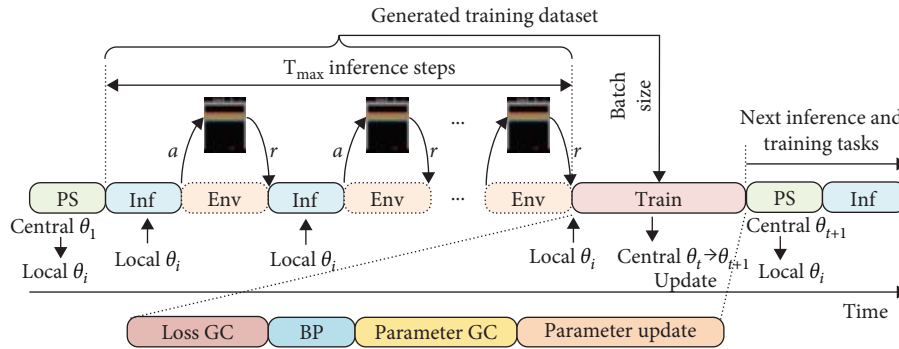 Generated training dataset
T_max inference steps
Batch size
Next inference and
training tasks
...
a
r
a
r
r
PS
Inf
Env
Inf
Env
...
Env
Train
PS
Inf
Central θ_1
Local θ_i
Local θ_i
Local θ_i
Local θ_i
Central θ_t→θ_{t+1}
Update
Central θ_{t+1}
Local θ_i
Time
Loss GC
BP
Parameter GC
Parameter update